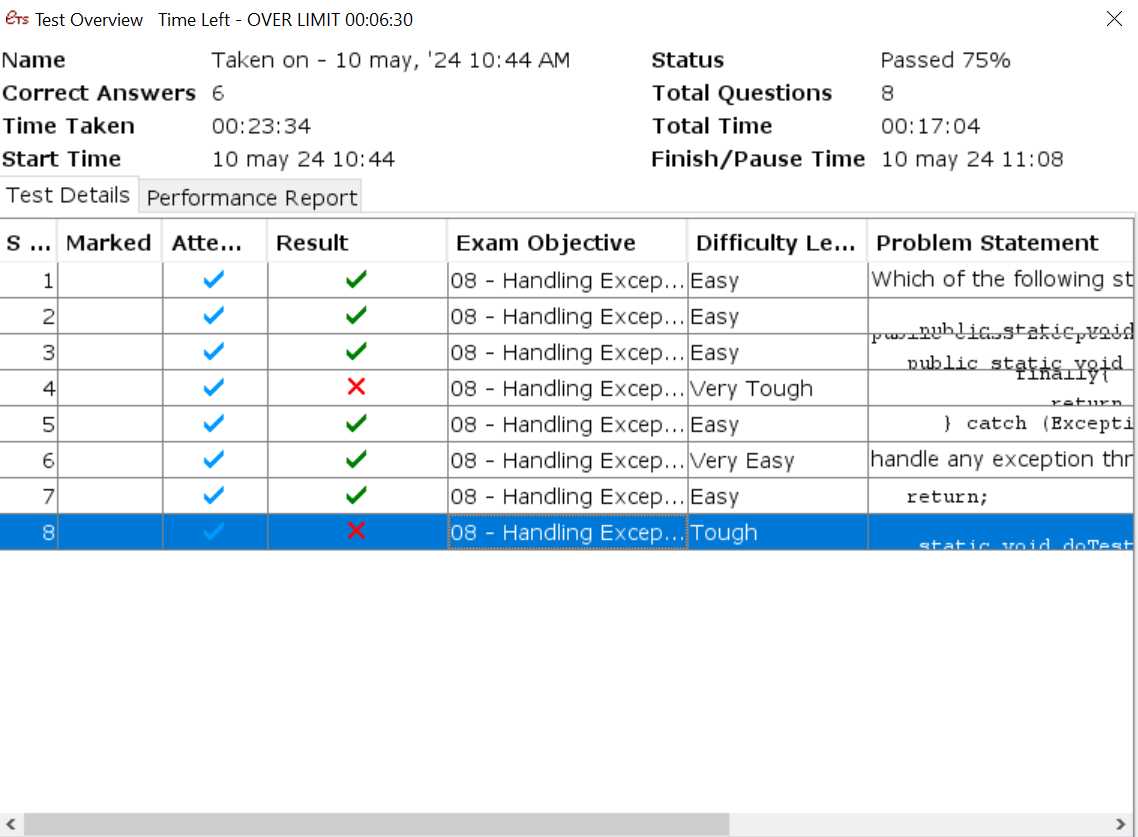 eTs Test Overview Time Left - OVER LIMIT 00:06:30
Name Taken on - 10 may, '24 10:44 AM Status Passed 75%
Correct Answers 6 Total Questions 8
Time Taken 00:23:34 Total Time 00:17:04
Start Time 10 may 24 10:44 Finish/Pause Time 10 may 24 11:08
Test Details Performance Report
S ... Marked Atte... Result Exam Objective Difficulty Le... Problem Statement
1 08 - Handling Excep... Easy Which of the following st
2 08 - Handling Excep... Easy public static void
3 08 - Handling Excep... Easy public static void
4 08 - Handling Excep... Very Tough finally{
return
5 08 - Handling Excep... Easy } catch (Excepti
6 08 - Handling Excep... Very Easy handle any exception thr
7 08 - Handling Excep... Easy return;
8 08 - Handling Excep... Tough static void doTest